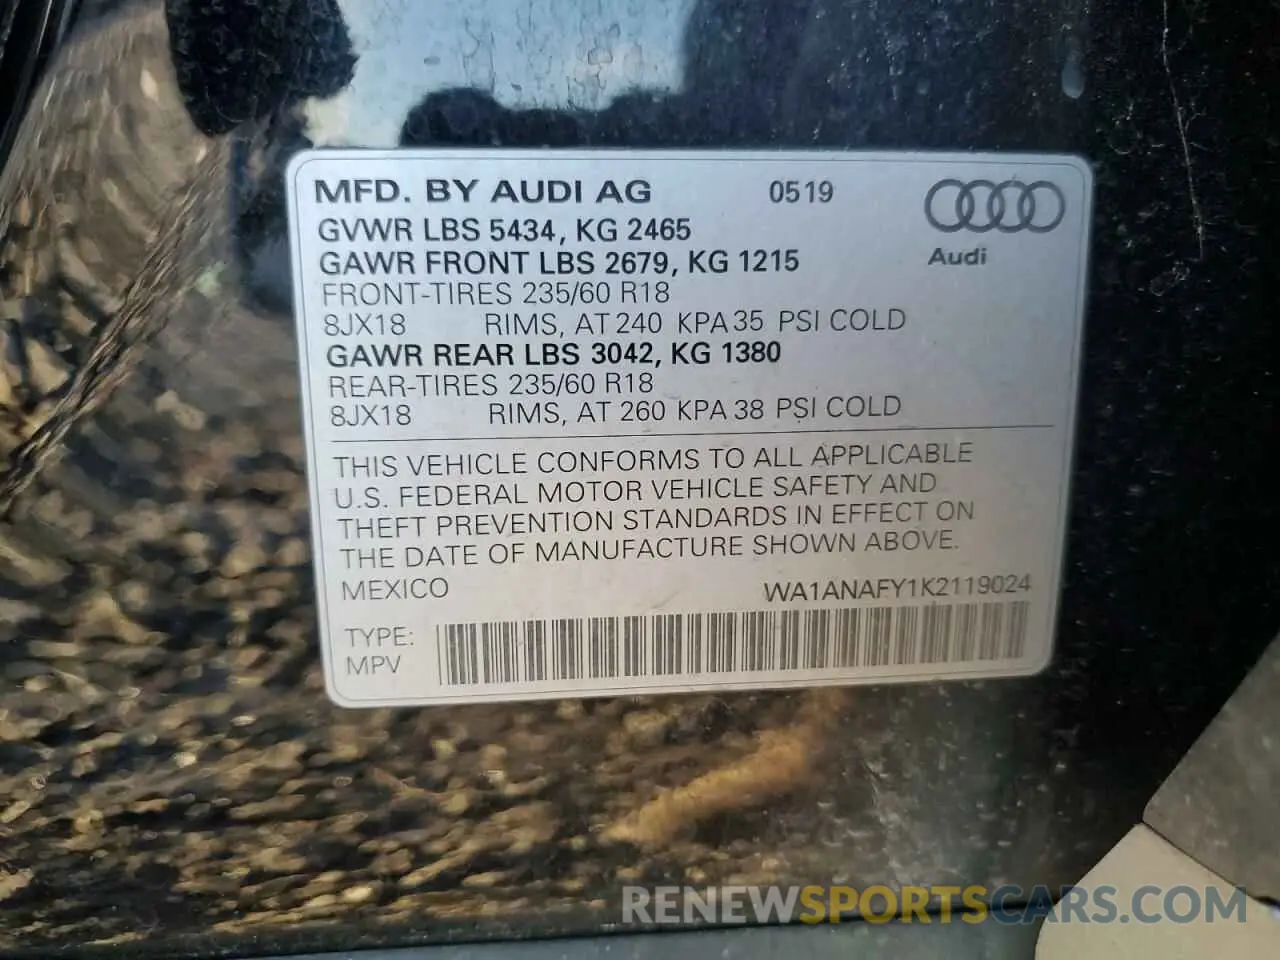 MFD. BY AUDI AG 0519
GVWR LBS 5434, KG 2465
GAWR FRONT LBS 2679, KG 1215
Audi
FRONT-TIRES 235/60 R18
8JX18 RIMS, AT 240 KPA 35 PSI COLD
GAWR REAR LBS 3042, KG 1380
REAR-TIRES 235/60 R18
8JX18 RIMS, AT 260 KPA 38 PSI COLD
THIS VEHICLE CONFORMS TO ALL APPLICABLE
U.S. FEDERAL MOTOR VEHICLE SAFETY AND
THEFT PREVENTION STANDARDS IN EFFECT ON
THE DATE OF MANUFACTURE SHOWN ABOVE.
MEXICO WA1ANAFY1K2119024
TYPE:
MPV
RENEWSPORTSCARS.COM